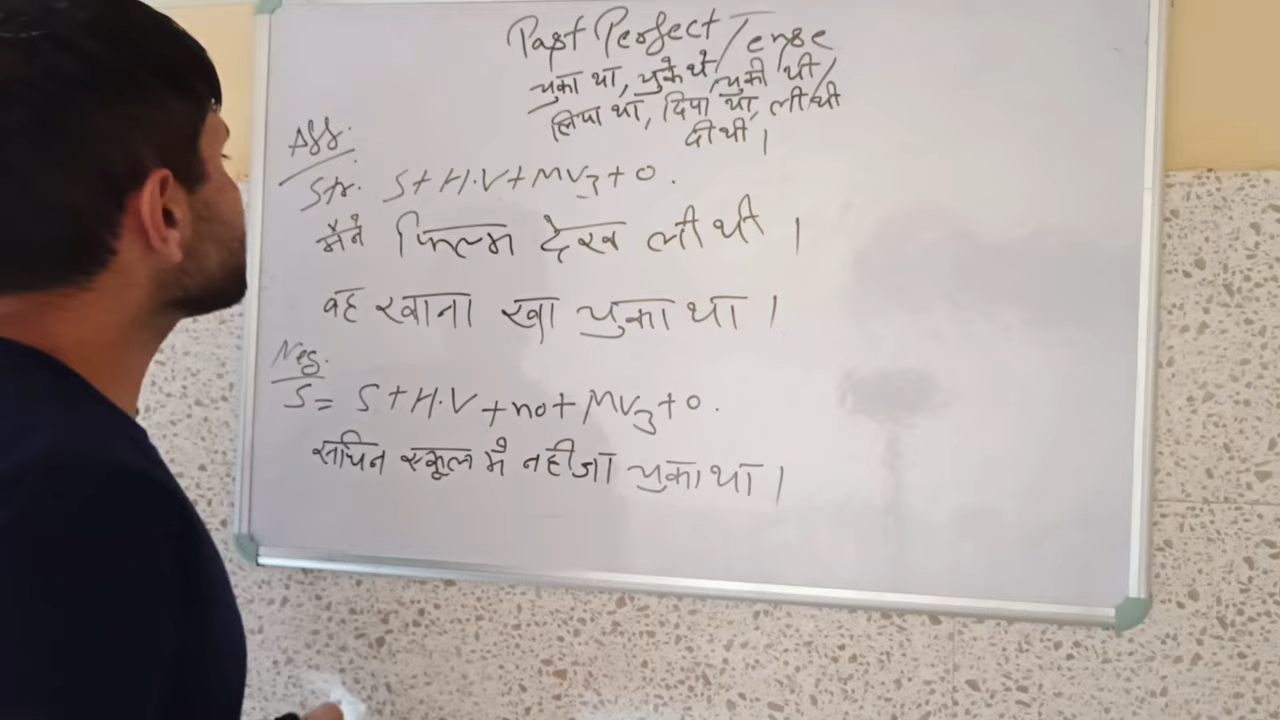 Past Perfect Tense
चुका था, चुके थे, चुकी थी,
लिया था, दिया था, ली थी
दी थी।
Aff.
Str. S+H.V+MV3+O.
मैंने फिल्म देख ली थी।
वह खाना खा चुका था।
Neg.
S= S+H.V+not+MV3+O.
सचिन स्कूल में नही जा चुका था।